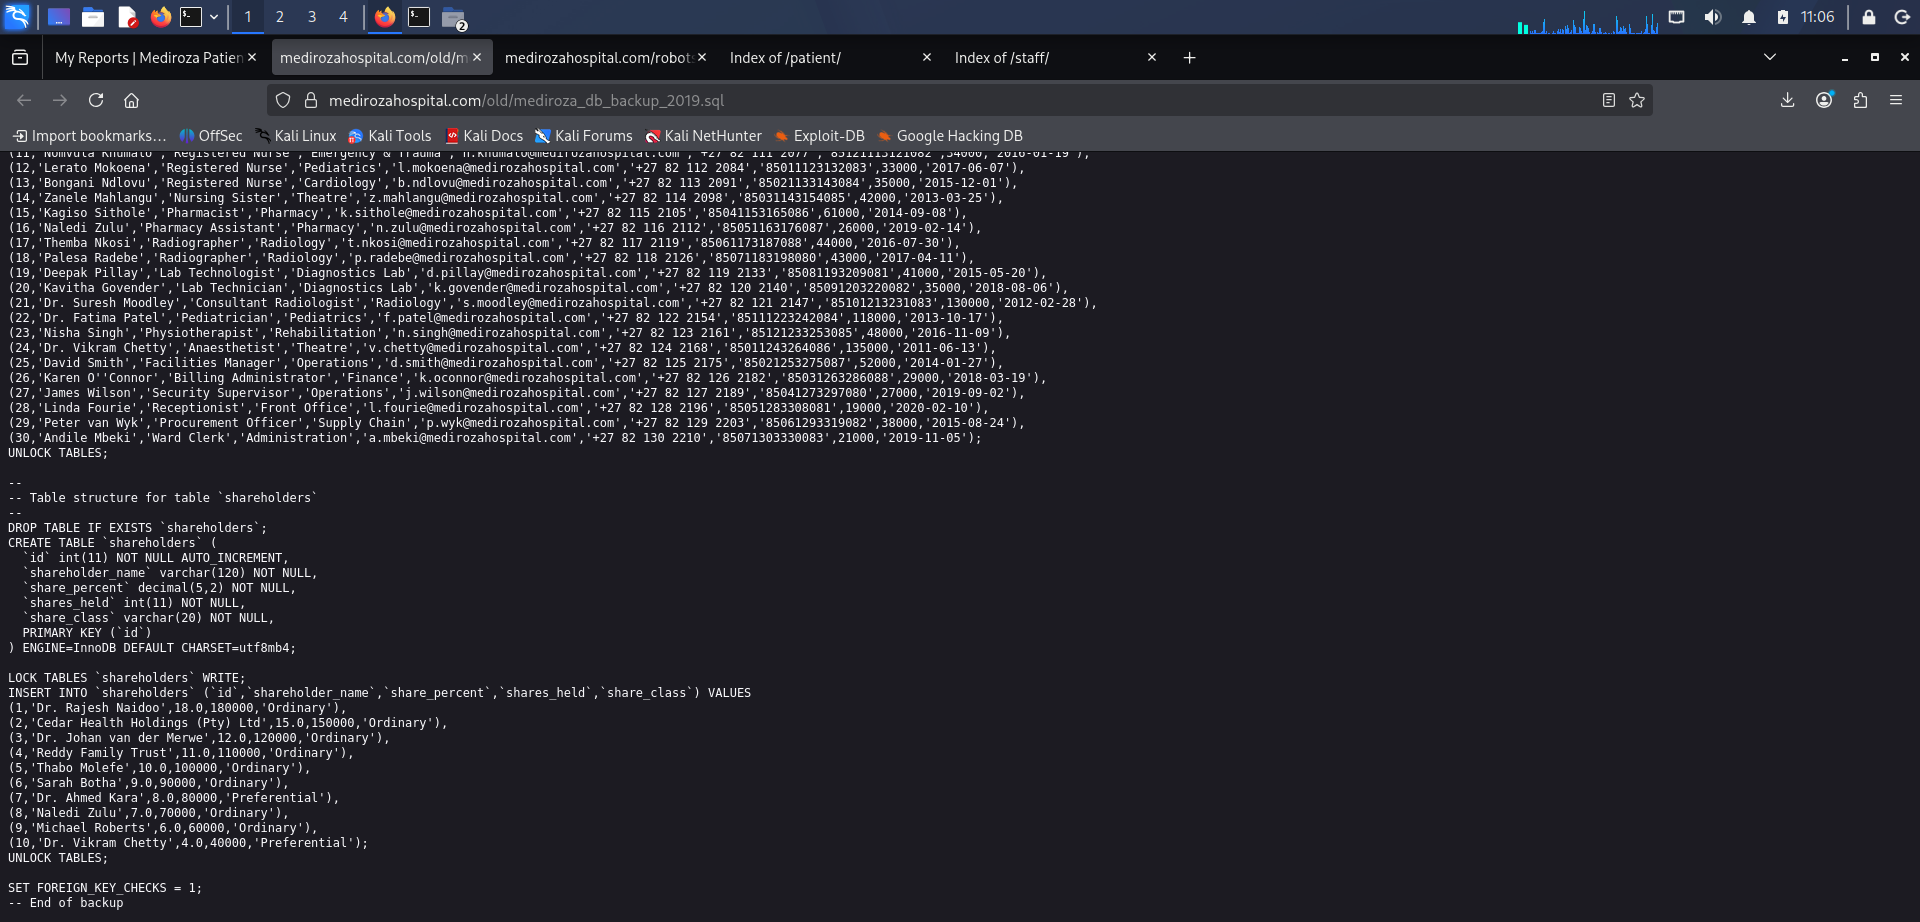 1 2 3 4
2
11:06
My Reports | Mediroza Patien
medirozahospital.com/old/m
medirozahospital.com/robots
Index of /patient/
Index of /staff/
medirozahospital.com/old/mediroza_db_backup_2019.sql
Import bookmarks...
OffSec
Kali Linux
Kali Tools
Kali Docs
Kali Forums
Kali NetHunter
Exploit-DB
Google Hacking DB
(11,'Nomvula Khumalo','Registered Nurse','Emergency & Trauma','n.khumalo@medirozahospital.com','+27 82 111 2077','85121113121082',34000,'2016-01-19'),
(12,'Lerato Mokoena','Registered Nurse','Pediatrics','l.mokoena@medirozahospital.com','+27 82 112 2084','85011123132083',33000,'2017-06-07'),
(13,'Bongani Ndlovu','Registered Nurse','Cardiology','b.ndlovu@medirozahospital.com','+27 82 113 2091','85021133143084',35000,'2015-12-01'),
(14,'Zanele Mahlangu','Nursing Sister','Theatre','z.mahlangu@medirozahospital.com','+27 82 114 2098','85031143154085',42000,'2013-03-25'),
(15,'Kagiso Sithole','Pharmacist','Pharmacy','k.sithole@medirozahospital.com','+27 82 115 2105','85041153165086',61000,'2014-09-08'),
(16,'Naledi Zulu','Pharmacy Assistant','Pharmacy','n.zulu@medirozahospital.com','+27 82 116 2112','85051163176087',26000,'2019-02-14'),
(17,'Themba Nkosi','Radiographer','Radiology','t.nkosi@medirozahospital.com','+27 82 117 2119','85061173187088',44000,'2016-07-30'),
(18,'Palesa Radebe','Radiographer','Radiology','p.radebe@medirozahospital.com','+27 82 118 2126','85071183198080',43000,'2017-04-11'),
(19,'Deepak Pillay','Lab Technologist','Diagnostics Lab','d.pillay@medirozahospital.com','+27 82 119 2133','85081193209081',41000,'2015-05-20'),
(20,'Kavitha Govender','Lab Technician','Diagnostics Lab','k.govender@medirozahospital.com','+27 82 120 2140','85091203220082',35000,'2018-08-06'),
(21,'Dr. Suresh Moodley','Consultant Radiologist','Radiology','s.moodley@medirozahospital.com','+27 82 121 2147','85101213231083',130000,'2012-02-28'),
(22,'Dr. Fatima Patel','Pediatrician','Pediatrics','f.patel@medirozahospital.com','+27 82 122 2154','85111223242084',118000,'2013-10-17'),
(23,'Nisha Singh','Physiotherapist','Rehabilitation','n.singh@medirozahospital.com','+27 82 123 2161','85121233253085',48000,'2016-11-09'),
(24,'Dr. Vikram Chetty','Anaesthetist','Theatre','v.chetty@medirozahospital.com','+27 82 124 2168','85011243264086',135000,'2011-06-13'),
(25,'David Smith','Facilities Manager','Operations','d.smith@medirozahospital.com','+27 82 125 2175','85021253275087',52000,'2014-01-27'),
(26,'Karen O''Connor','Billing Administrator','Finance','k.oconnor@medirozahospital.com','+27 82 126 2182','85031263286088',29000,'2018-03-19'),
(27,'James Wilson','Security Supervisor','Operations','j.wilson@medirozahospital.com','+27 82 127 2189','85041273297080',27000,'2019-09-02'),
(28,'Linda Fourie','Receptionist','Front Office','l.fourie@medirozahospital.com','+27 82 128 2196','85051283308081',19000,'2020-02-10'),
(29,'Peter van Wyk','Procurement Officer','Supply Chain','p.wyk@medirozahospital.com','+27 82 129 2203','85061293319082',38000,'2015-08-24'),
(30,'Andile Mbeki','Ward Clerk','Administration','a.mbeki@medirozahospital.com','+27 82 130 2210','85071303330083',21000,'2019-11-05');
UNLOCK TABLES;
--
-- Table structure for table `shareholders`
--
DROP TABLE IF EXISTS `shareholders`;
CREATE TABLE `shareholders` (
`id` int(11) NOT NULL AUTO_INCREMENT,
`shareholder_name` varchar(120) NOT NULL,
`share_percent` decimal(5,2) NOT NULL,
`shares_held` int(11) NOT NULL,
`share_class` varchar(20) NOT NULL,
PRIMARY KEY (`id`)
) ENGINE=InnoDB DEFAULT CHARSET=utf8mb4;
LOCK TABLES `shareholders` WRITE;
INSERT INTO `shareholders` (`id`,`shareholder_name`,`share_percent`,`shares_held`,`share_class`) VALUES
(1,'Dr. Rajesh Naidoo',18.0,180000,'Ordinary'),
(2,'Cedar Health Holdings (Pty) Ltd',15.0,150000,'Ordinary'),
(3,'Dr. Johan van der Merwe',12.0,120000,'Ordinary'),
(4,'Reddy Family Trust',11.0,110000,'Ordinary'),
(5,'Thabo Molefe',10.0,100000,'Ordinary'),
(6,'Sarah Botha',9.0,90000,'Ordinary'),
(7,'Dr. Ahmed Kara',8.0,80000,'Preferential'),
(8,'Naledi Zulu',7.0,70000,'Ordinary'),
(9,'Michael Roberts',6.0,60000,'Ordinary'),
(10,'Dr. Vikram Chetty',4.0,40000,'Preferential');
UNLOCK TABLES;
SET FOREIGN_KEY_CHECKS = 1;
-- End of backup